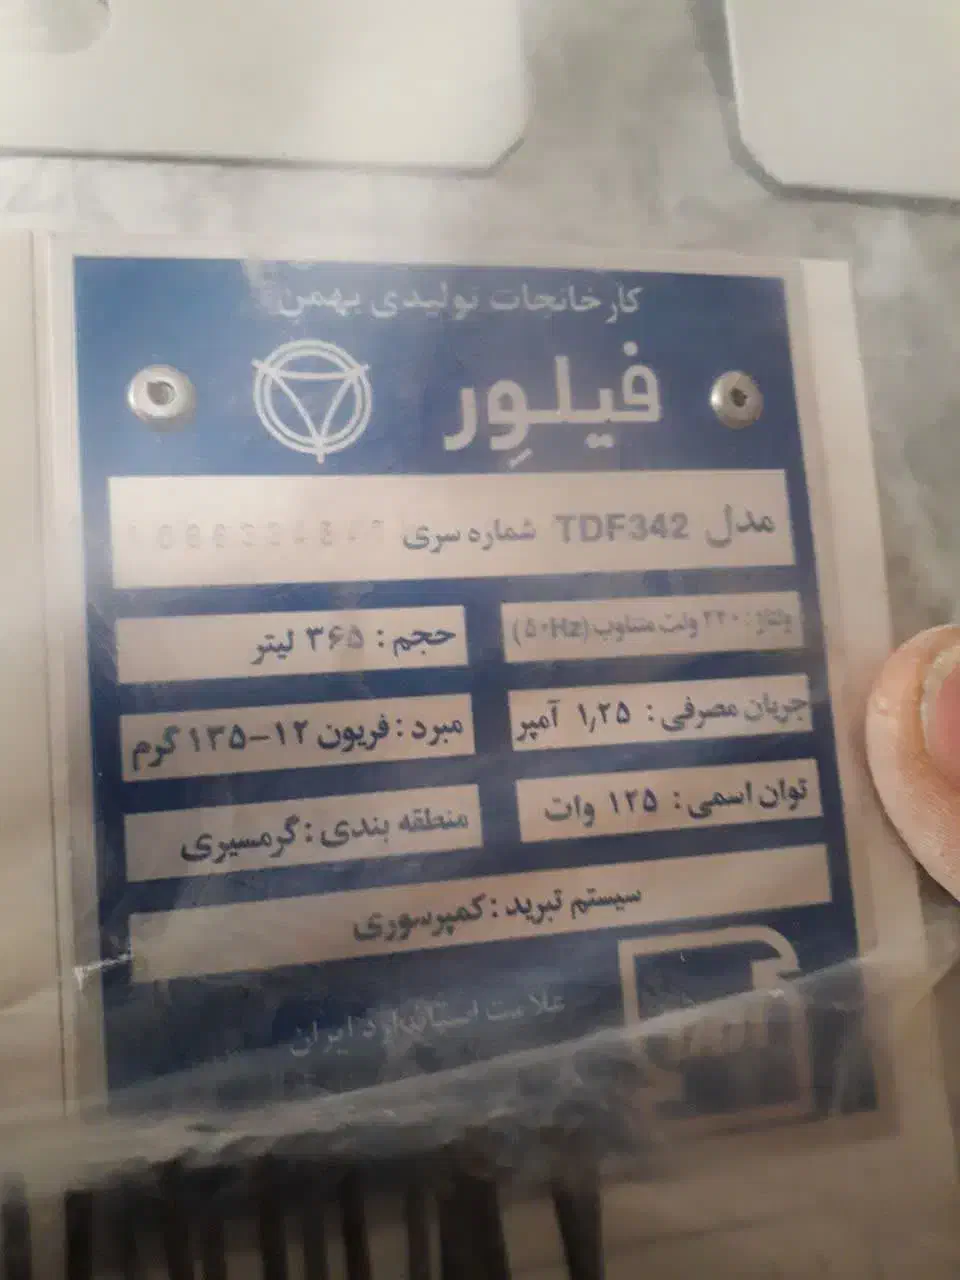 کارخانجات تولیدی بهمن
فیلوِر
مدل TDF342 شماره سری
ولتاژ : ۲۲۰ ولت متناوب (۵۰Hz)
حجم : ۳۶۵ لیتر
جریان مصرفی : ۱٫۲۵ آمپر
مبرد : فریون ۱۲-۱۳۵ گرم
توان اسمی : ۱۲۵ وات
منطقه بندی : گرمسیری
سیستم تبرید : کمپرسوری
علامت استاندارد ایران